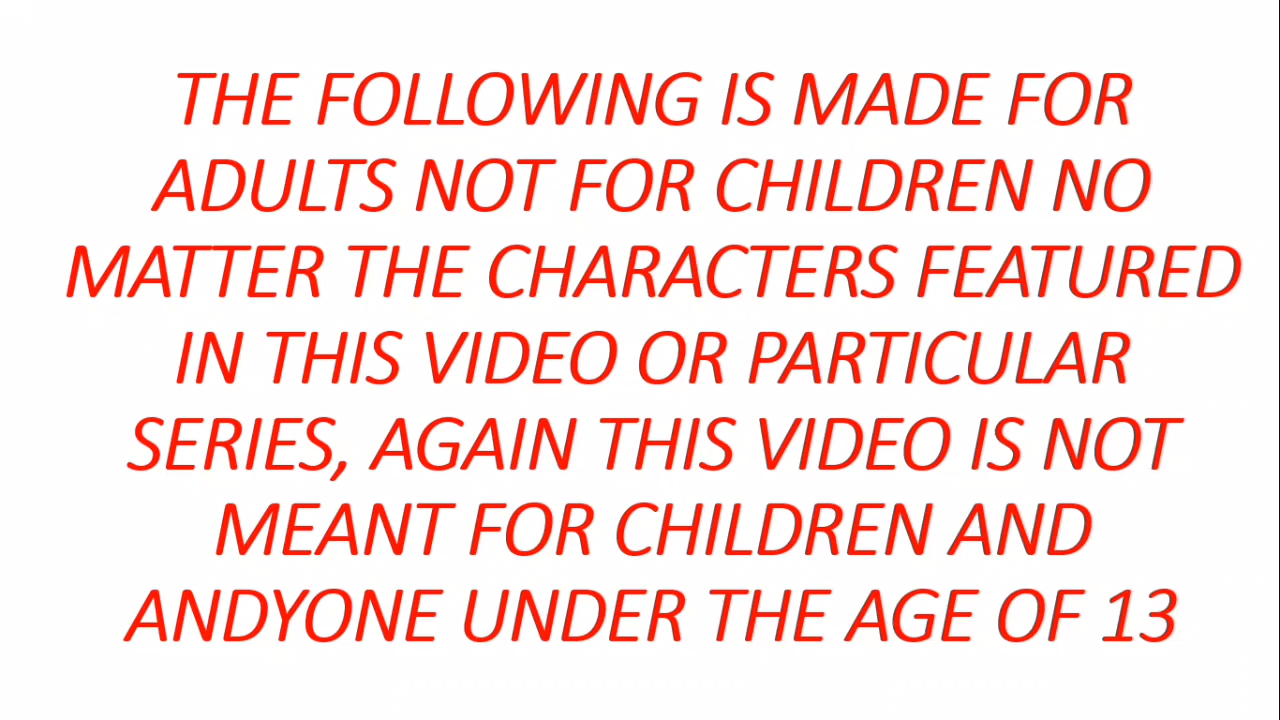 THE FOLLOWING IS MADE FOR
ADULTS NOT FOR CHILDREN NO
MATTER THE CHARACTERS FEATURED
IN THIS VIDEO OR PARTICULAR
SERIES, AGAIN THIS VIDEO IS NOT
MEANT FOR CHILDREN AND
ANDYONE UNDER THE AGE OF 13